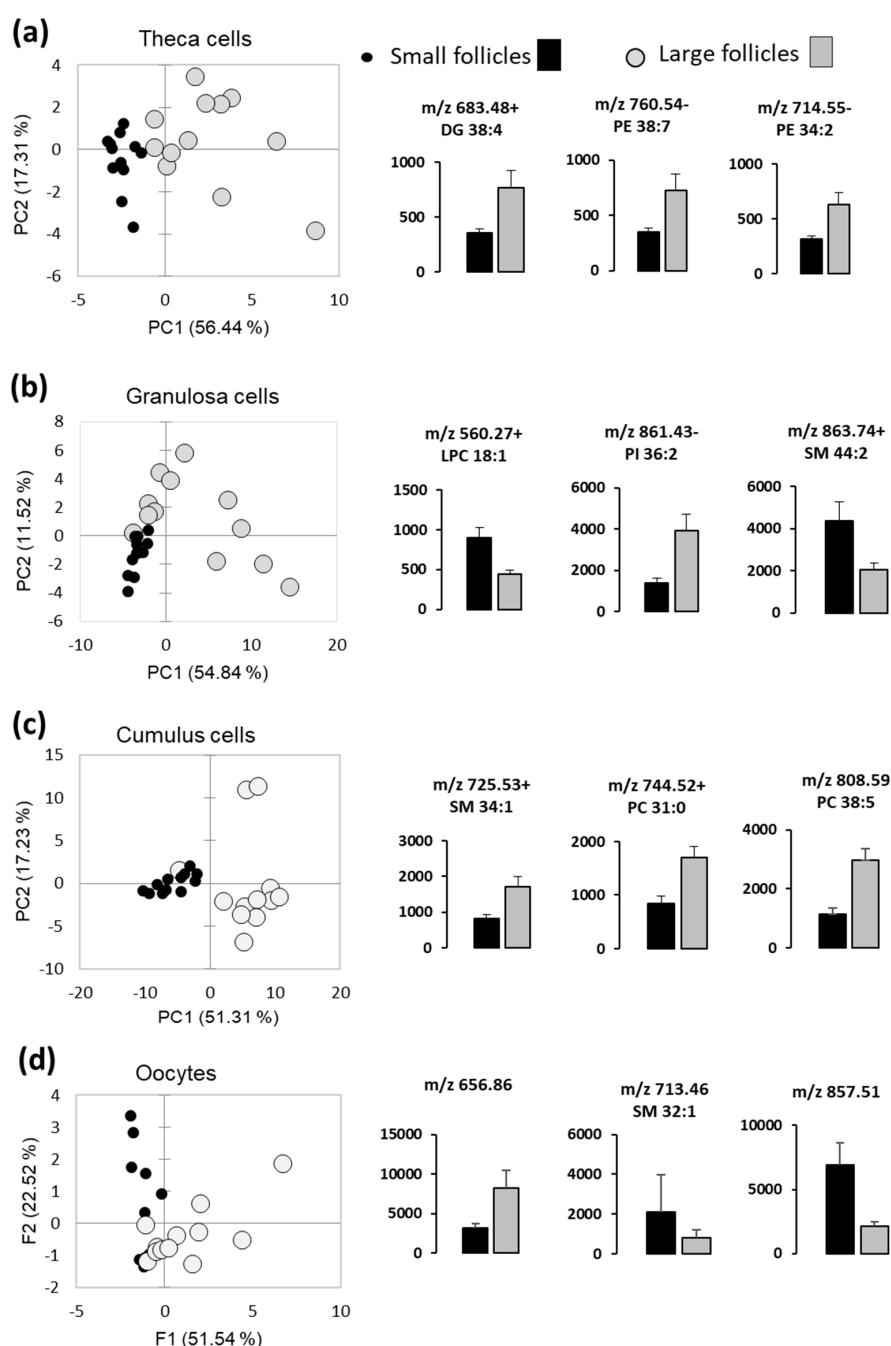 (a)
Theca cells
Small follicles
Large follicles
4
2
0
-2
-4
-6
PC2 (17.31 %)
-5
0
5
10
PC1 (56.44 %)
m/z 683.48+
DG 38:4
1000
500
0
m/z 760.54-
PE 38:7
1000
500
0
m/z 714.55-
PE 34:2
1000
500
0
(b)
Granulosa cells
8
6
4
2
0
-2
-4
-6
PC2 (11.52 %)
-10
0
10
20
PC1 (54.84 %)
m/z 560.27+
LPC 18:1
1500
1000
500
0
m/z 861.43-
PI 36:2
6000
4000
2000
0
m/z 863.74+
SM 44:2
6000
4000
2000
0
(c)
Cumulus cells
15
10
5
0
-5
-10
PC2 (17.23 %)
-20
-10
0
10
20
PC1 (51.31 %)
m/z 725.53+
SM 34:1
3000
2000
1000
0
m/z 744.52+
PC 31:0
2000
1000
0
m/z 808.59
PC 38:5
4000
2000
0
(d)
Oocytes
4
3
2
1
0
-1
-2
F2 (22.52 %)
-5
0
5
10
F1 (51.54 %)
m/z 656.86
15000
10000
5000
0
m/z 713.46
SM 32:1
6000
4000
2000
0
m/z 857.51
10000
5000
0